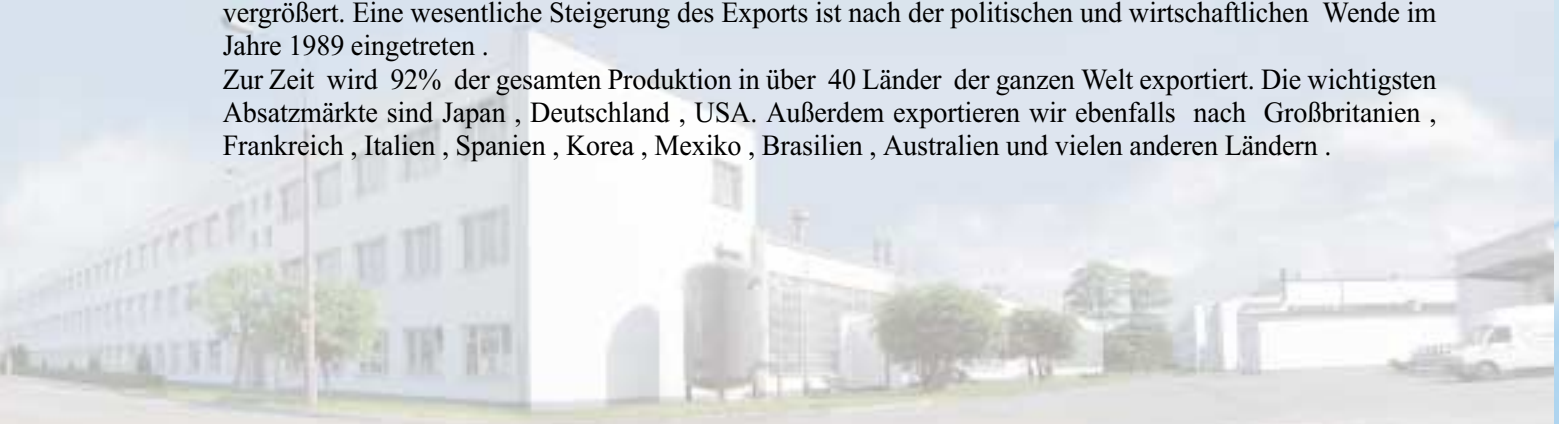 vergrößert. Eine wesentliche Steigerung des Exports ist nach der politischen und wirtschaftlichen Wende im
Jahre 1989 eingetreten .
Zur Zeit wird 92% der gesamten Produktion in über 40 Länder der ganzen Welt exportiert. Die wichtigsten
Absatzmärkte sind Japan , Deutschland , USA. Außerdem exportieren wir ebenfalls nach Großbritanien ,
Frankreich , Italien , Spanien , Korea , Mexiko , Brasilien , Australien und vielen anderen Ländern .